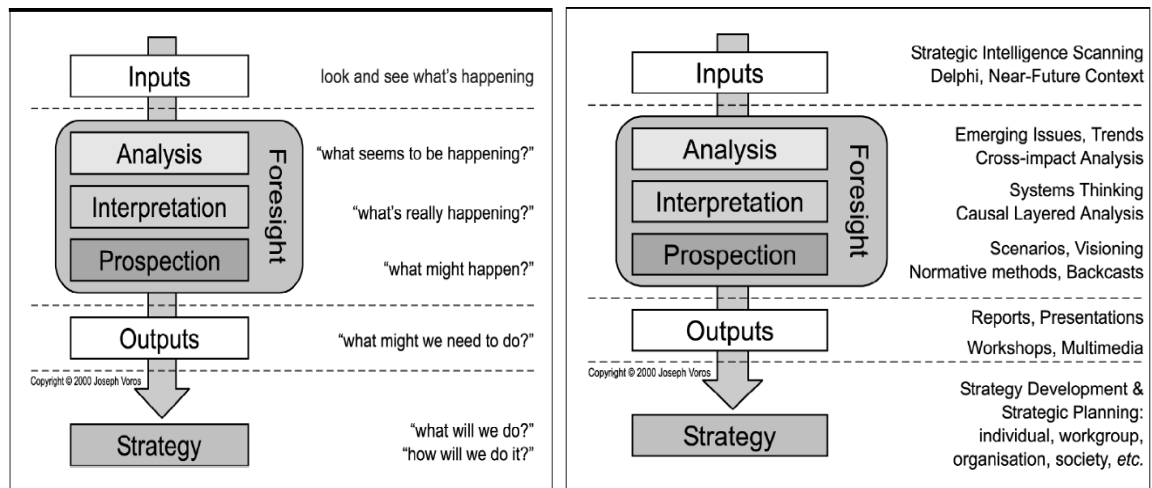 Inputs
look and see what's happening
Analysis
"what seems to be happening?"
Interpretation
"what's really happening?"
Prospection
"what might happen?"
Foresight
Outputs
"what might we need to do?"
Copyright © 2000 Joseph Voros
Strategy
"what will we do?"
"how will we do it?"
Inputs
Strategic Intelligence Scanning
Delphi, Near-Future Context
Analysis
Emerging Issues, Trends
Cross-impact Analysis
Interpretation
Systems Thinking
Causal Layered Analysis
Prospection
Scenarios, Visioning
Normative methods, Backcasts
Foresight
Outputs
Reports, Presentations
Workshops, Multimedia
Copyright © 2000 Joseph Voros
Strategy
Strategy Development &
Strategic Planning:
individual, workgroup,
organisation, society, etc.